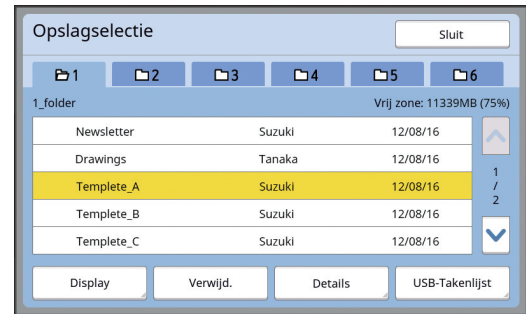 Opslagselectie Sluit
1 2 3 4 5 6
1_folder Vrij zone: 11339MB (75%)
Newsletter Suzuki 12/08/16
Drawings Tanaka 12/08/16
Templete_A Suzuki 12/08/16
1
/
2
Templete_B Suzuki 12/08/16
Templete_C Suzuki 12/08/16
Display Verwijd. Details USB-Takenlijst